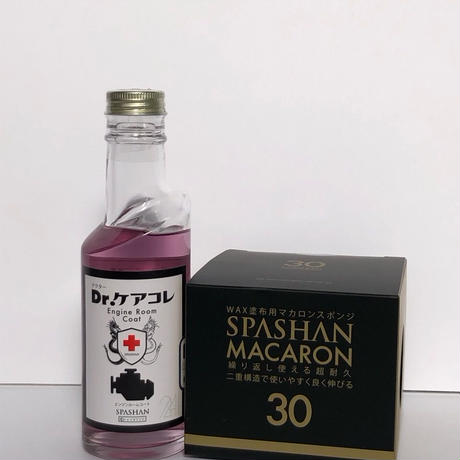 ドクター
Dr.ケアコレ
Engine Room
Coat
SPASHAN
エンジンルームコート
SPASHAN
24
30
WAX塗布用マカロンスポンジ
SPASHAN
MACARON
繰り返し使える超耐久
二重構造で使いやすく良く伸びる
30